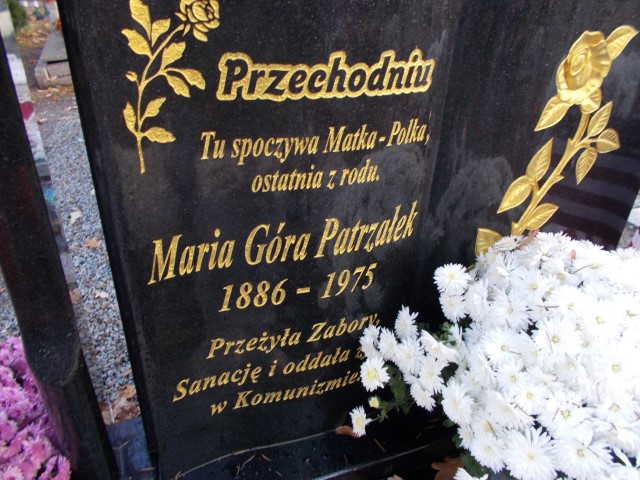 Przechodniu
Tu spoczywa Matka-Polka,
ostatnia z rodu.
Maria Góra Patrzałek
1886 - 1975
Przeżyła Zabory,
Sanację i oddała
w Komunizmie